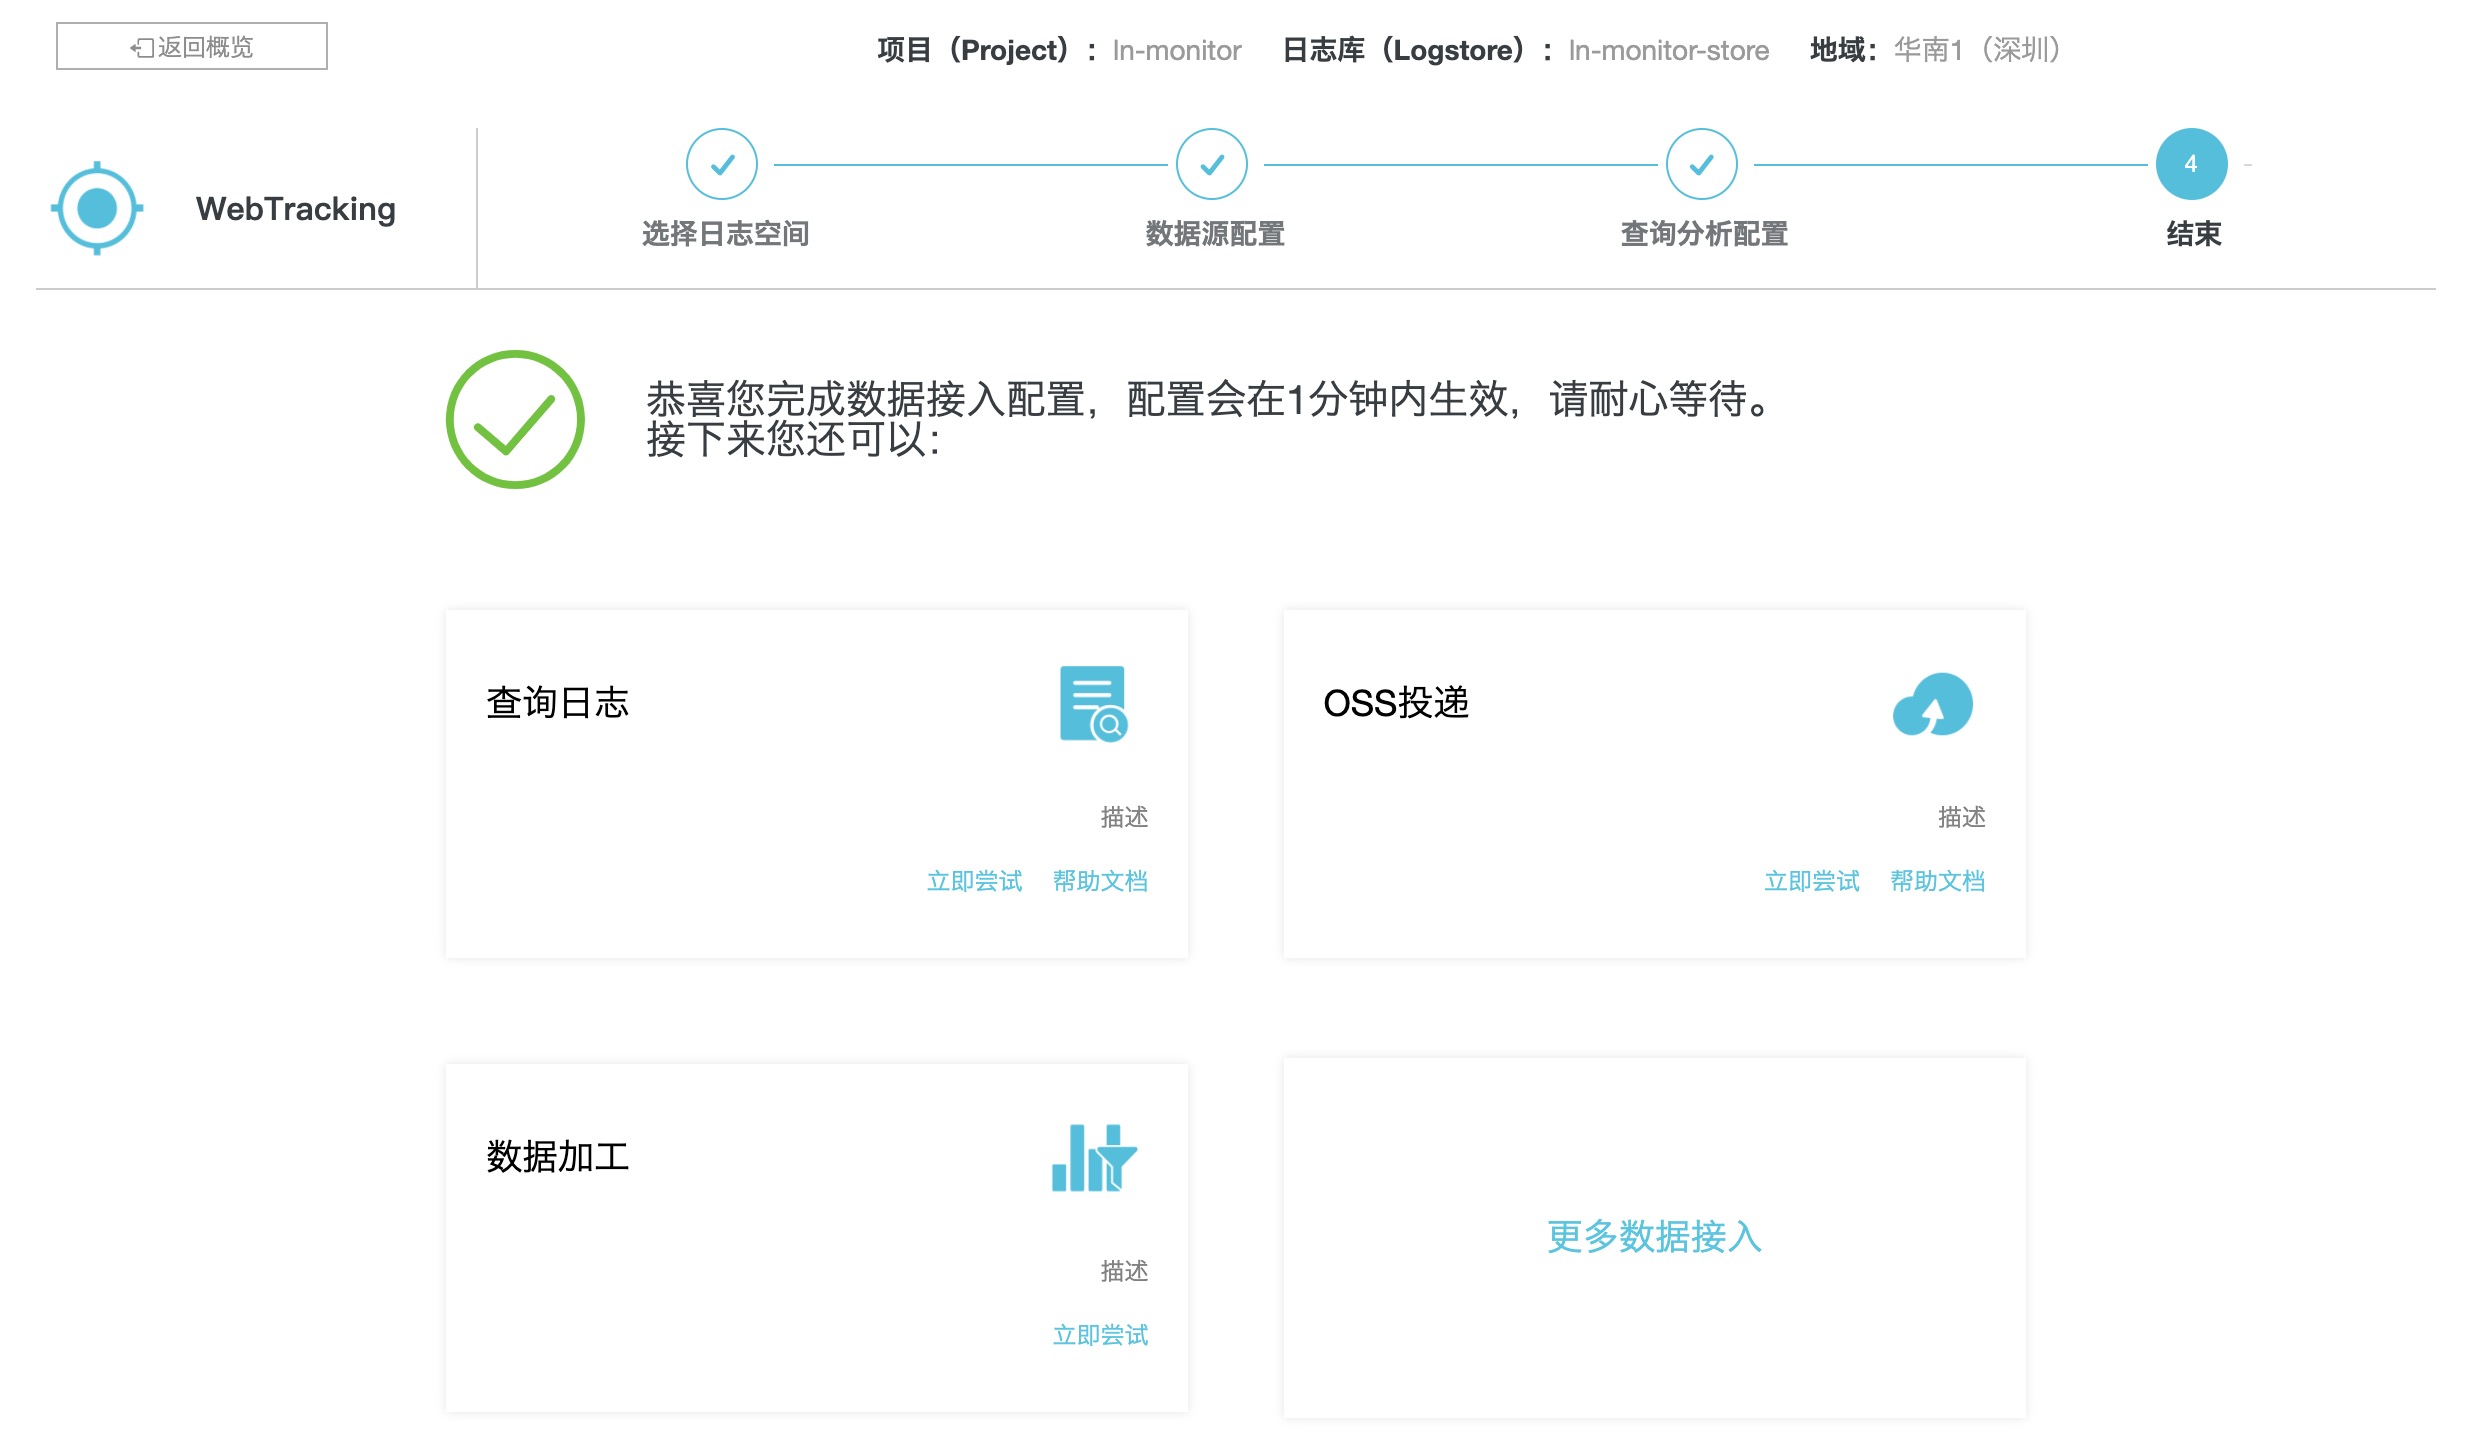 返回概览
项目（Project）： ln-monitor 日志库（Logstore）： ln-monitor-store 地域： 华南1（深圳）
WebTracking
选择日志空间
数据源配置
查询分析配置
4
结束
恭喜您完成数据接入配置，配置会在1分钟内生效，请耐心等待。
接下来您还可以：
查询日志
描述
立即尝试 帮助文档
OSS投递
描述
立即尝试 帮助文档
数据加工
描述
立即尝试
更多数据接入